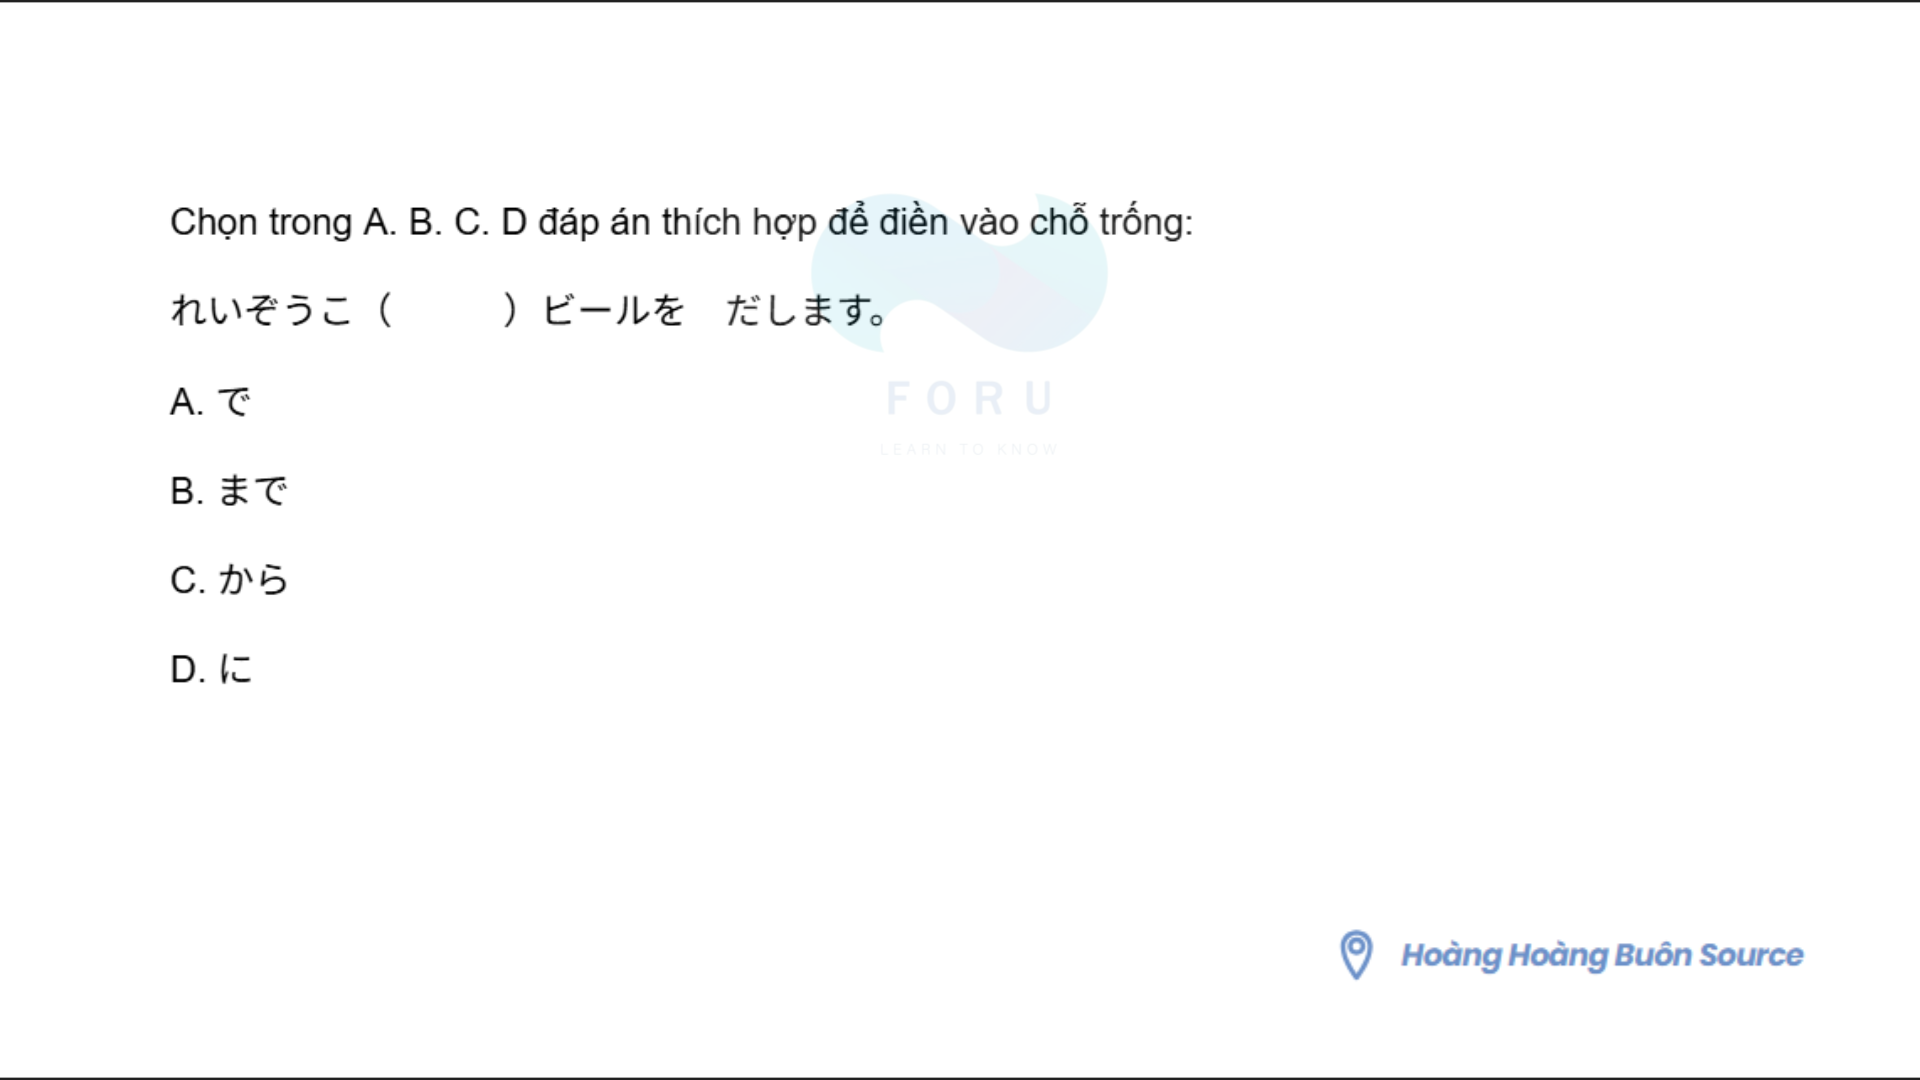 Chọn trong A. B. C. D đáp án thích hợp để điền vào chỗ trống:
れいぞうこ（　　　）ビールを　だします。
A. で
B. まで
C. から
D. に
FORU
LEARN TO KNOW
Hoàng Hoàng Buôn Source